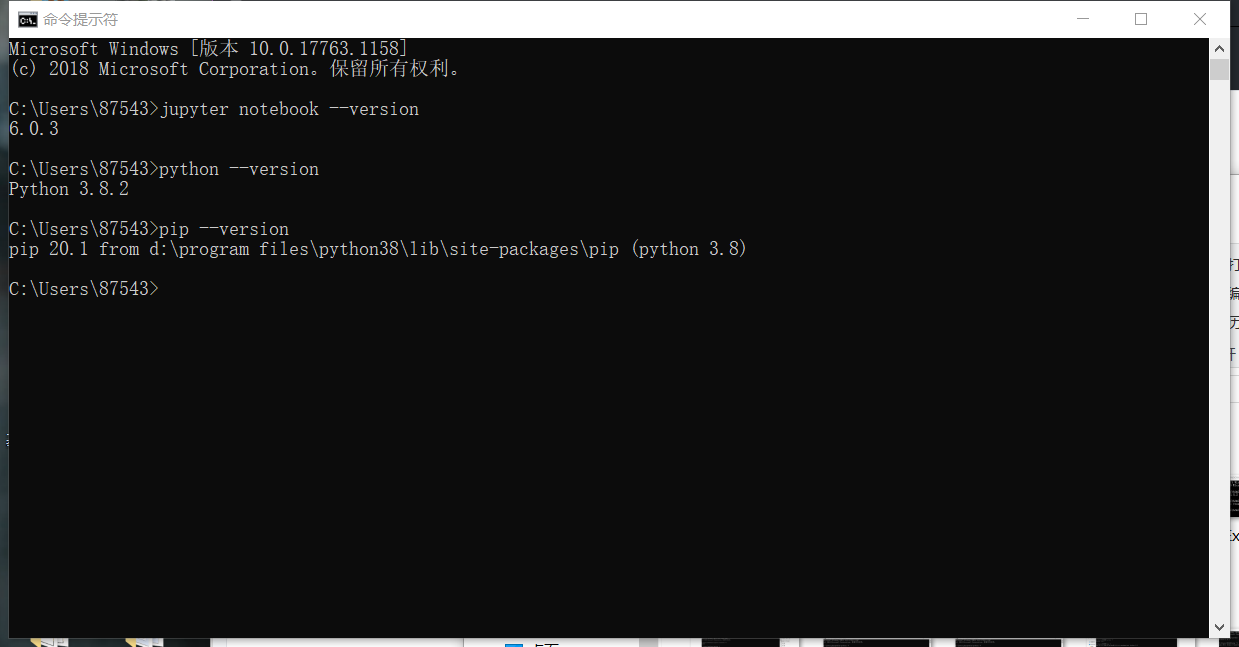 命令提示符
Microsoft Windows [版本 10.0.17763.1158]
(c) 2018 Microsoft Corporation。保留所有权利。
C:\Users\87543>jupyter notebook --version
6.0.3
C:\Users\87543>python --version
Python 3.8.2
C:\Users\87543>pip --version
pip 20.1 from d:\program files\python38\lib\site-packages\pip (python 3.8)
C:\Users\87543>